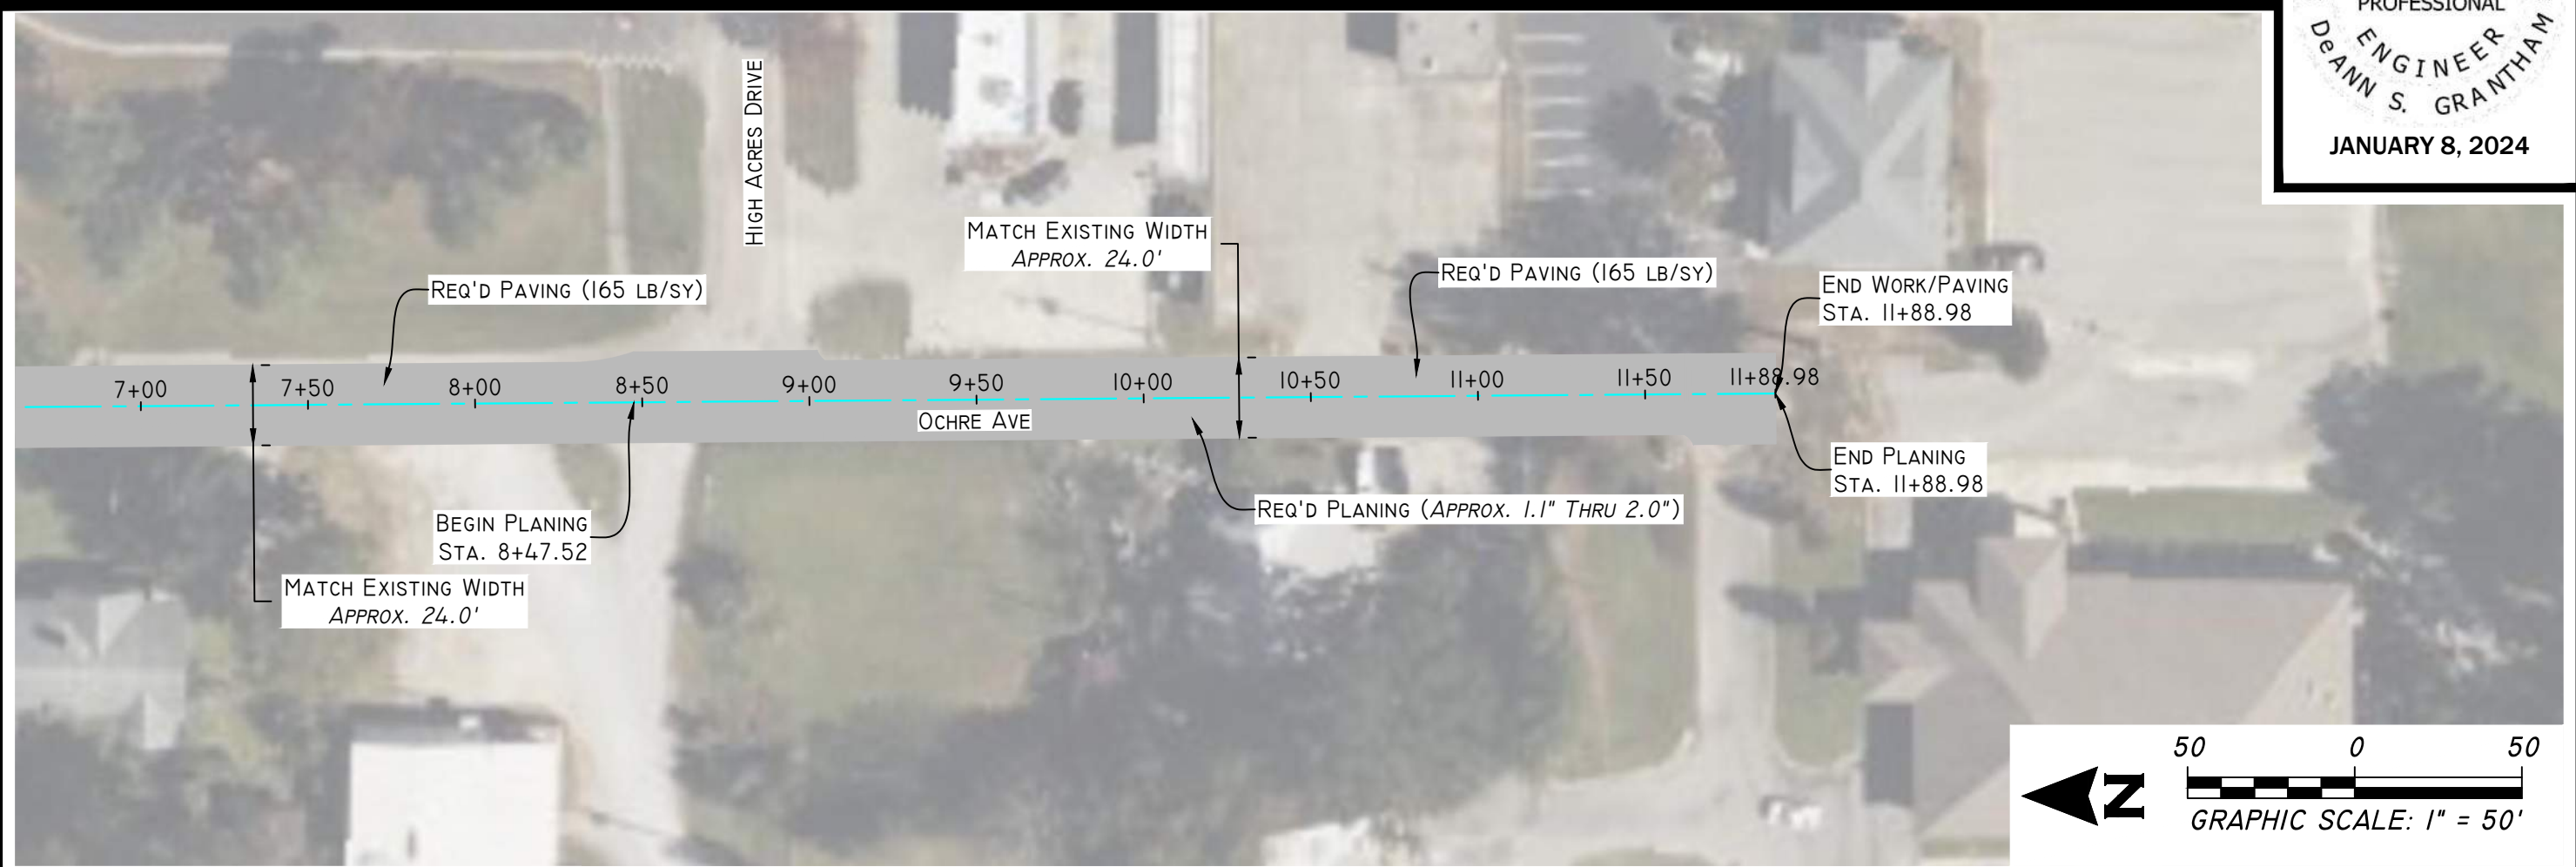 PROFESSIONAL
ENGINEER
DeANN S. GRANTHAM
JANUARY 8, 2024
HIGH ACRES DRIVE
MATCH EXISTING WIDTH
APPROX. 24.0'
REQ'D PAVING (165 LB/SY)
REQ'D PAVING (165 LB/SY)
END WORK/PAVING
STA. 11+88.98
7+00
7+50
8+00
8+50
9+00
9+50
10+00
10+50
11+00
11+50
11+88.98
OCHRE AVE
BEGIN PLANING
STA. 8+47.52
REQ'D PLANING (APPROX. 1.1" THRU 2.0")
END PLANING
STA. 11+88.98
MATCH EXISTING WIDTH
APPROX. 24.0'
N
50 0 50
GRAPHIC SCALE: 1" = 50'